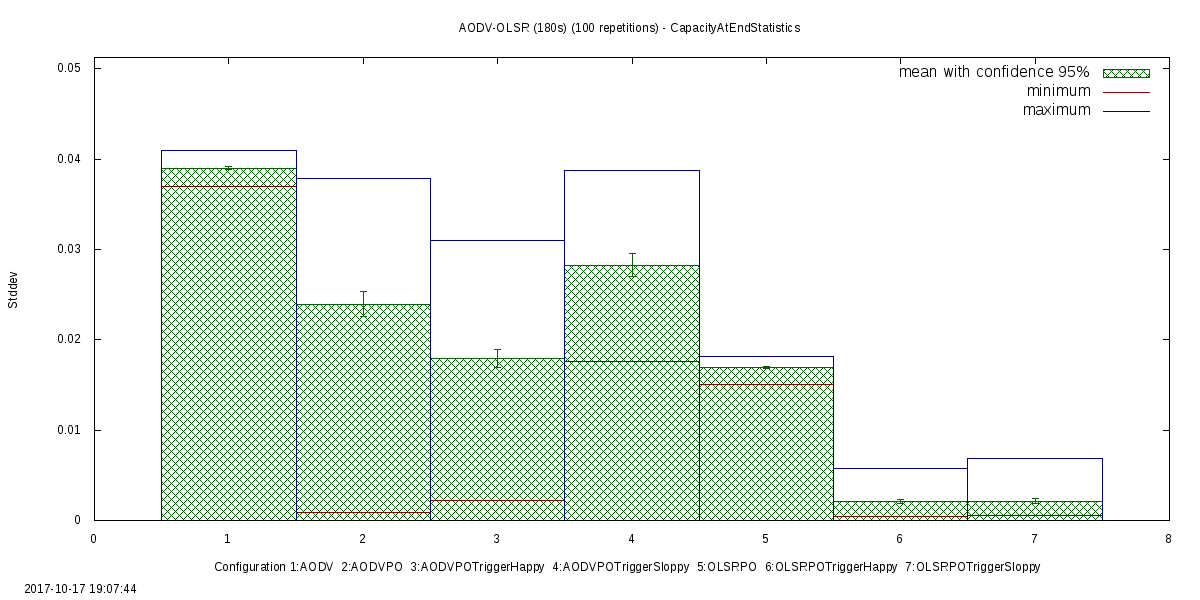 AODV-OLSR (180s) (100 repetitions) - CapacityAtEndStatistics
mean with confidence 95%
minimum
maximum
Stddev
0.05
0.04
0.03
0.02
0.01
0
0 1 2 3 4 5 6 7 8
Configuration 1:AODV 2:AODVPO 3:AODVPOTriggerHappy 4:AODVPOTriggerSloppy 5:OLSRPO 6:OLSRPOTriggerHappy 7:OLSRPOTriggerSloppy
2017-10-17 19:07:44